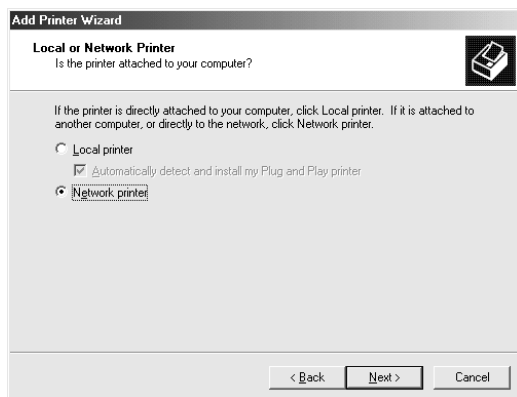 Add Printer Wizard
Local or Network Printer
Is the printer attached to your computer?
If the printer is directly attached to your computer, click Local printer. If it is attached to
another computer, or directly to the network, click Network printer.
Local printer
Automatically detect and install my Plug and Play printer
Network printer
< Back Next > Cancel